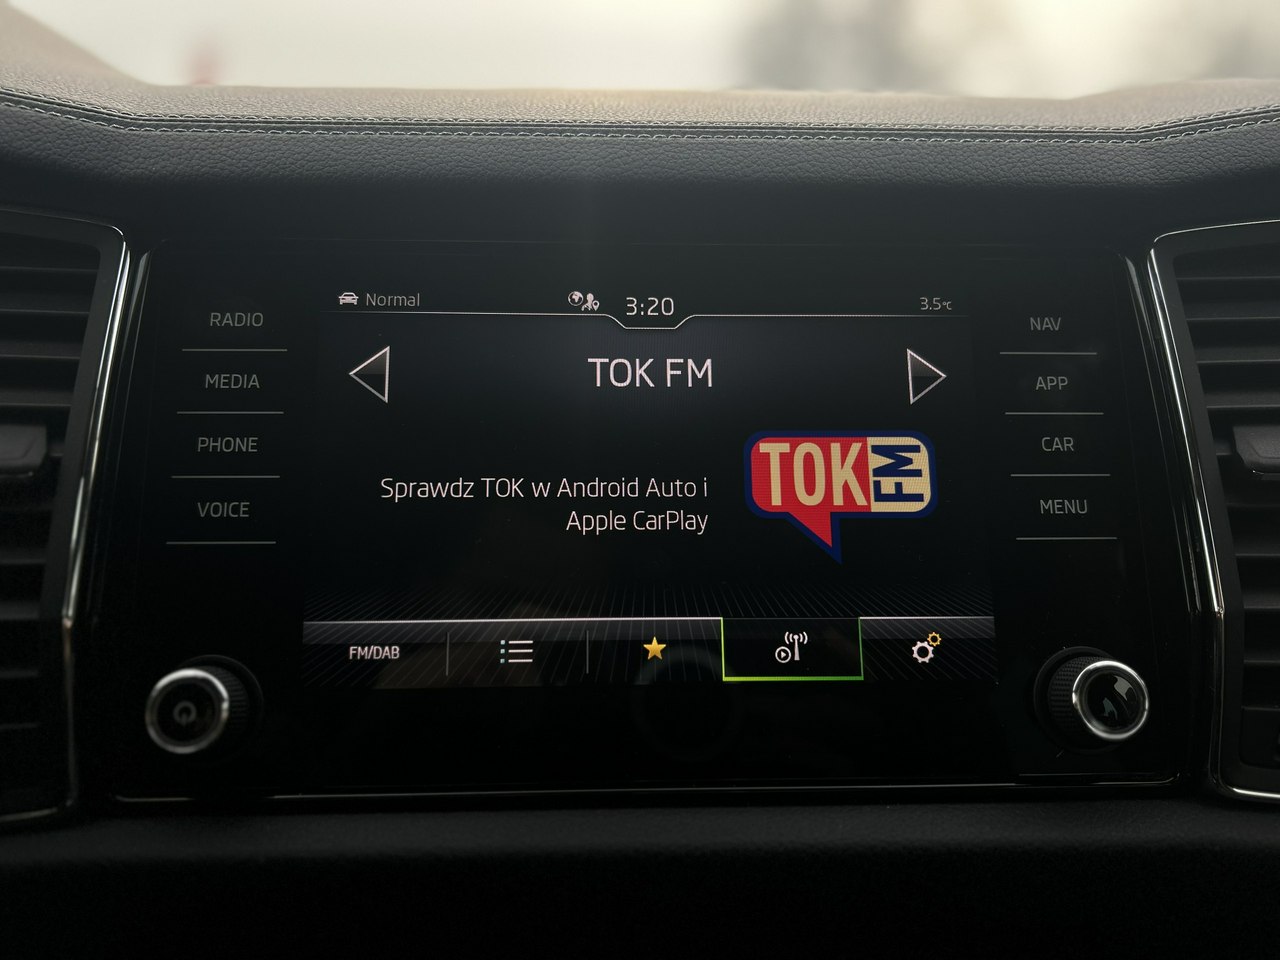 Normal
3:20
3.5°C
RADIO
MEDIA
PHONE
VOICE
TOK FM
Sprawdz TOK w Android Auto i
Apple CarPlay
TOK FM
NAV
APP
CAR
MENU
FM/DAB